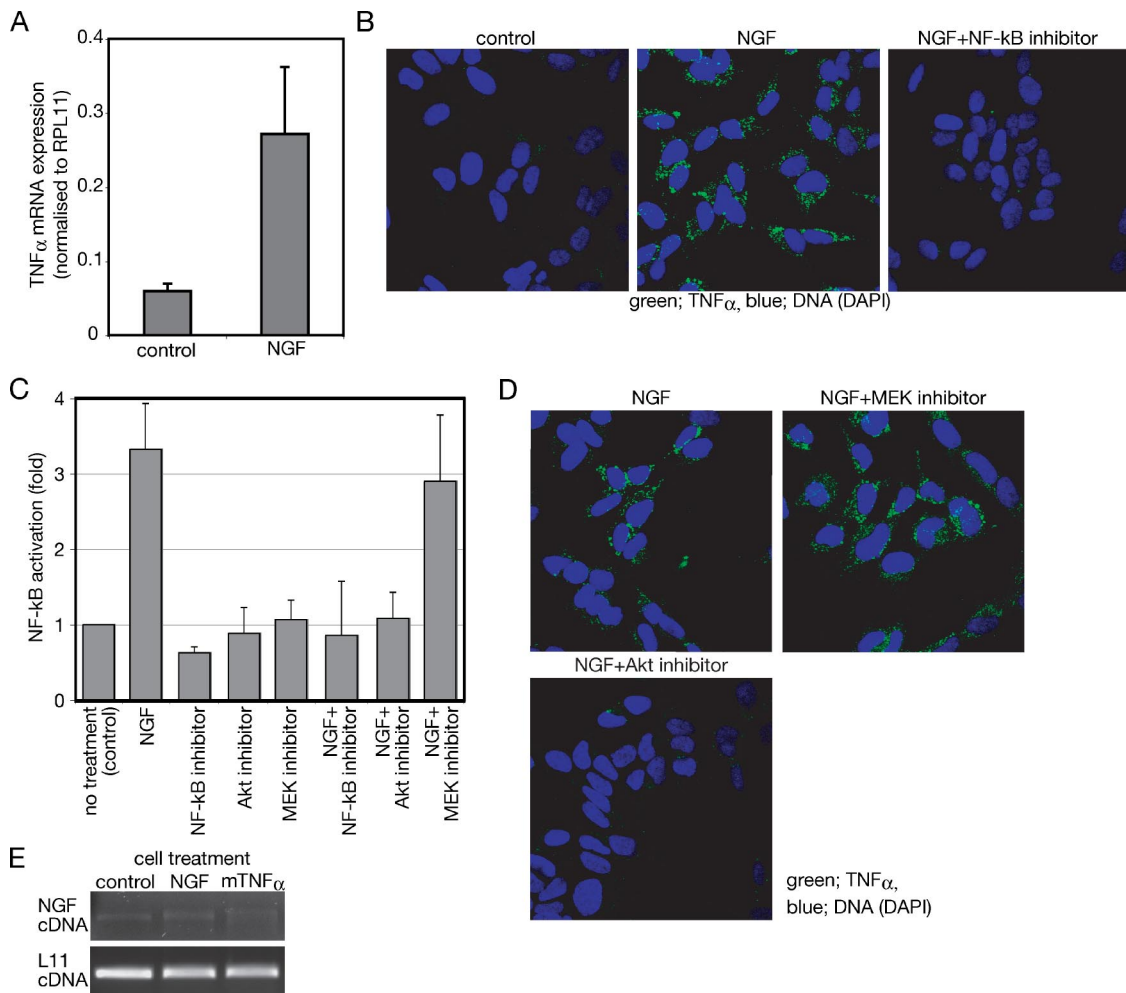 A
TNFα mRNA expression
(normalised to RPL11)
0.4
0.3
0.2
0.1
0
control
NGF
B
control
NGF
NGF+NF-kB inhibitor
green; TNFα, blue; DNA (DAPI)
C
NF-kB activation (fold)
4
3
2
1
0
no treatment
(control)
NGF
NF-kB inhibitor
Akt inhibitor
MEK inhibitor
NGF+
NF-kB inhibitor
NGF+
Akt inhibitor
NGF+
MEK inhibitor
D
NGF
NGF+MEK inhibitor
NGF+Akt inhibitor
green; TNFα,
blue; DNA (DAPI)
E
cell treatment
control NGF mTNFα
NGF
cDNA
L11
cDNA